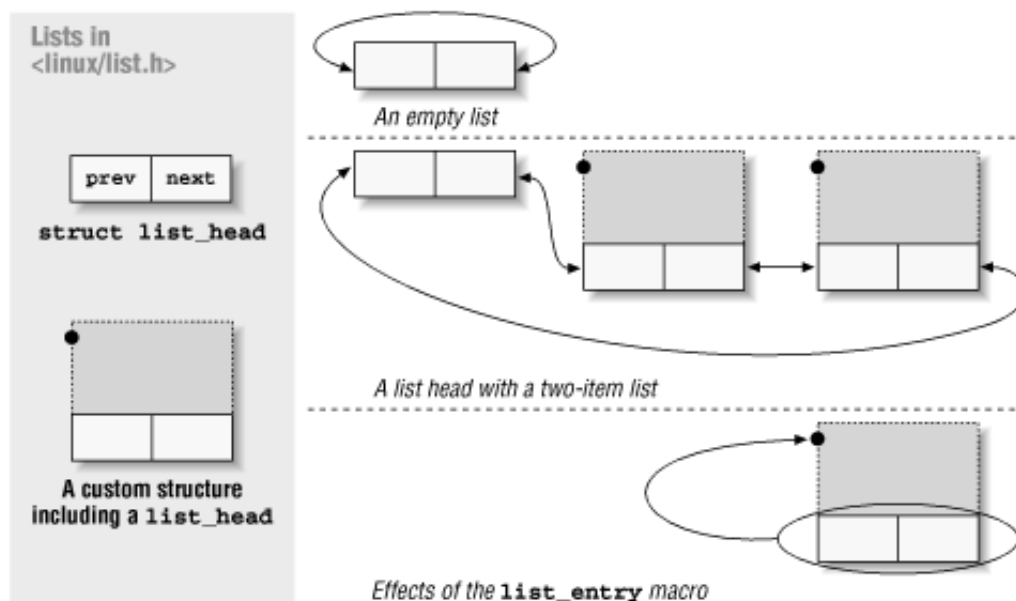 Lists in
<linux/list.h>
prev next
struct list_head
A custom structure
including a list_head
An empty list
A list head with a two-item list
Effects of the list_entry macro